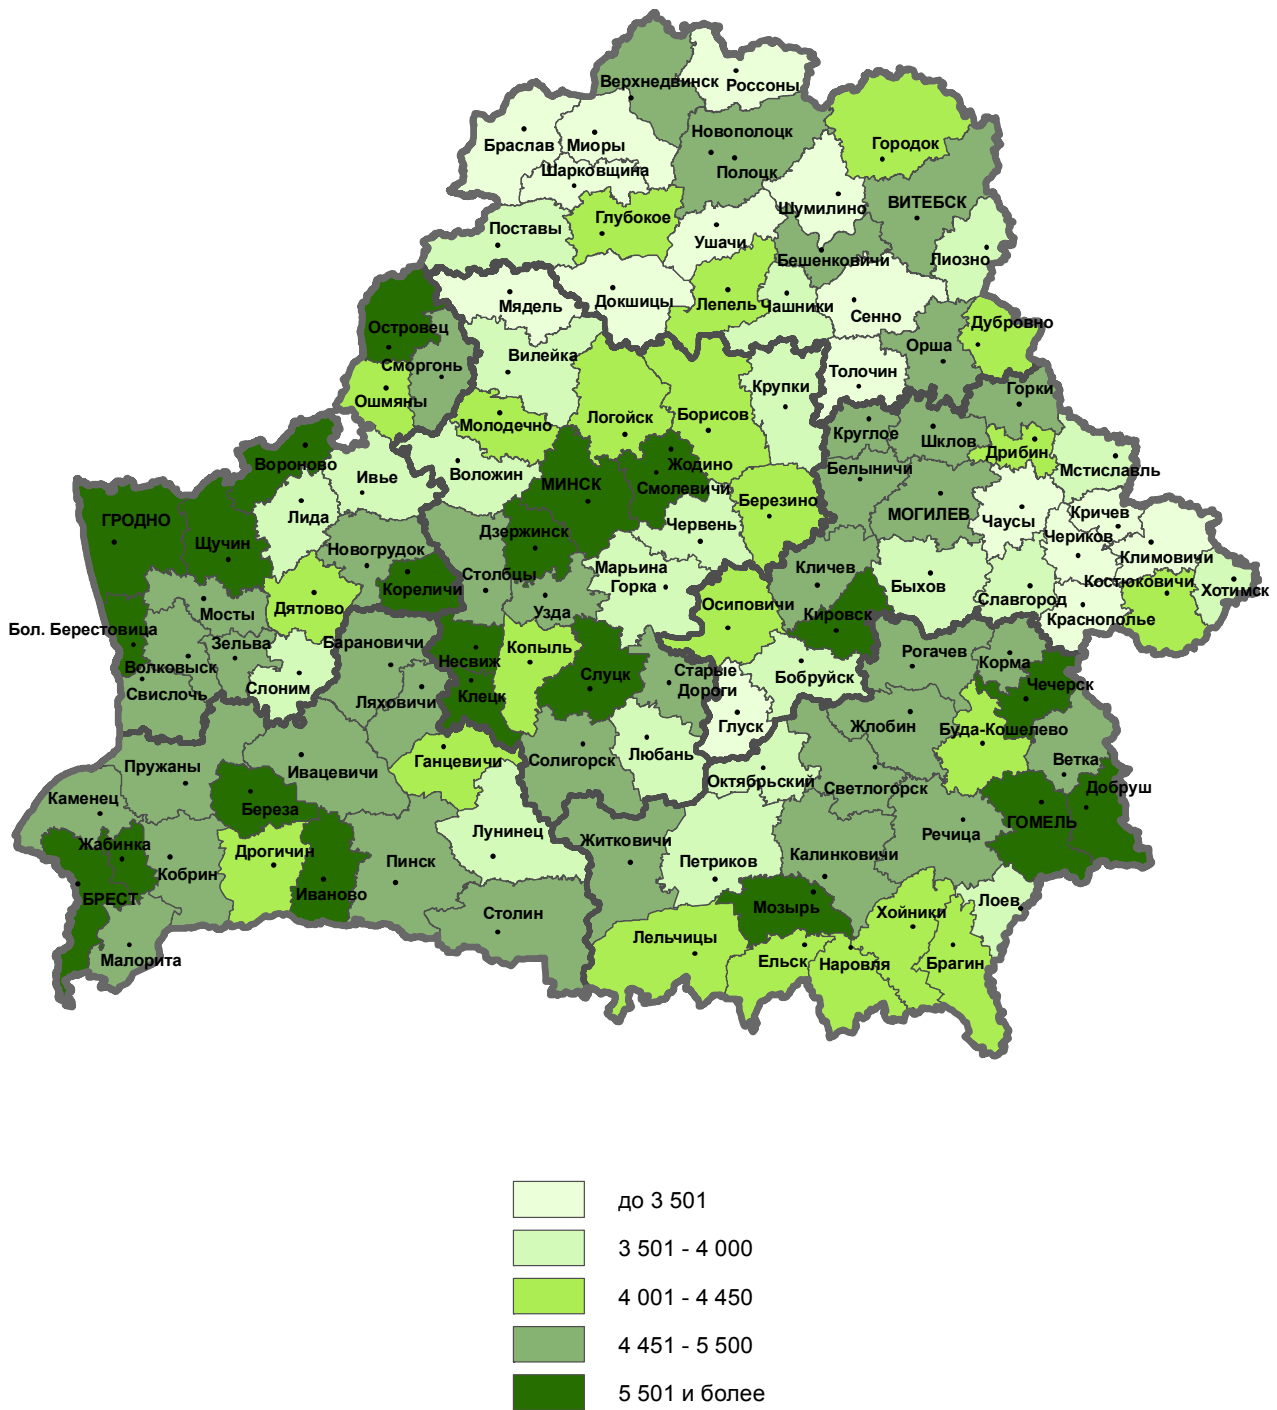 Верхнедвинск
Россоны
Новополоцк
Полоцк
Городок
Браслав
Миоры
Шарковщина
Шумилино
ВИТЕБСК
Поставы
Глубокое
Ушачи
Бешенковичи
Лиозно
Мядель
Докшицы
Лепель
Чашники
Сенно
Дубровно
Островец
Сморгонь
Ошмяны
Вилейка
Орша
Толочин
Крупки
Горки
Молодечно
Логойск
Борисов
Круглое
Шклов
Дрибин
Мстиславль
Вороново
Ивье
Воложин
МИНСК
Жодино
Смолевичи
Белыничи
Березино
МОГИЛЕВ
Чаусы
Кричев
Чериков
Климовичи
ГРОДНО
Щучин
Лида
Дзержинск
Червень
Новогрудок
Столбцы
Марьина
Горка
Кличев
Быхов
Славгород
Костюковичи
Хотимск
Краснополье
Кореличи
Дятлово
Мосты
Узда
Осиповичи
Кировск
Бол. Берестовица
Зельва
Волковыск
Свислочь
Слоним
Барановичи
Несвиж
Клецк
Копыль
Слуцк
Старые
Дороги
Бобруйск
Рогачев
Корма
Чечерск
Ляховичи
Глуск
Жлобин
Буда-Кошелево
Любань
Ветка
Пружаны
Ивацевичи
Ганцевичи
Солигорск
Октябрьский
Светлогорск
Добруш
Каменец
Береза
ГОМЕЛЬ
Жабинка
Кобрин
Дрогичин
Лунинец
Житковичи
Петриков
Калинковичи
Речица
БРЕСТ
Иваново
Пинск
Столин
Мозырь
Хойники
Лоев
Малорита
Лельчицы
Ельск
Наровля
Брагин
до 3 501
3 501 - 4 000
4 001 - 4 450
4 451 - 5 500
5 501 и более